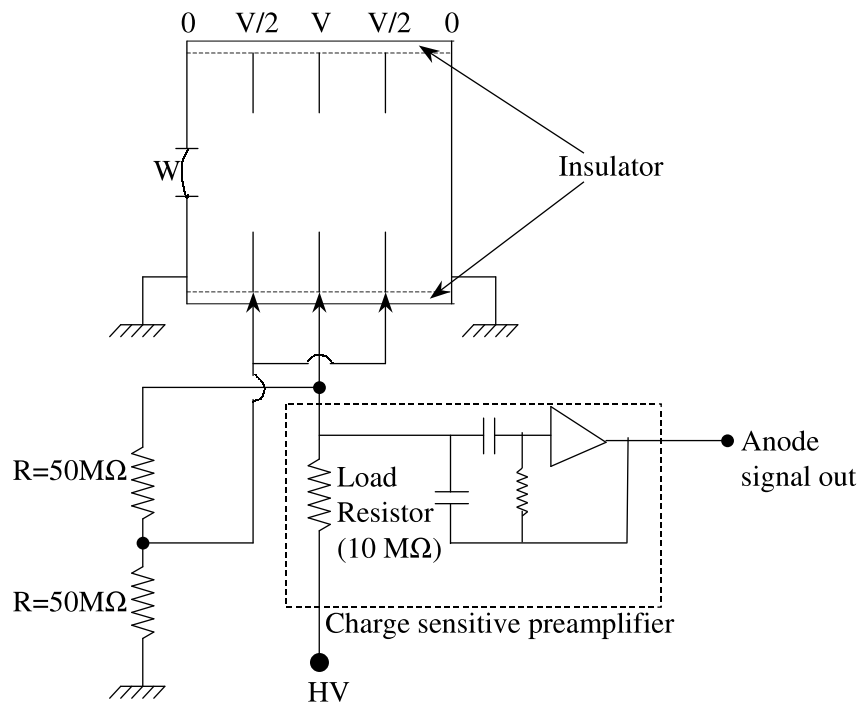 0 V/2 V V/2 0
W
Insulator
R=50MΩ
Load
Resistor
(10 MΩ)
Anode
signal out
R=50MΩ
Charge sensitive preamplifier
HV